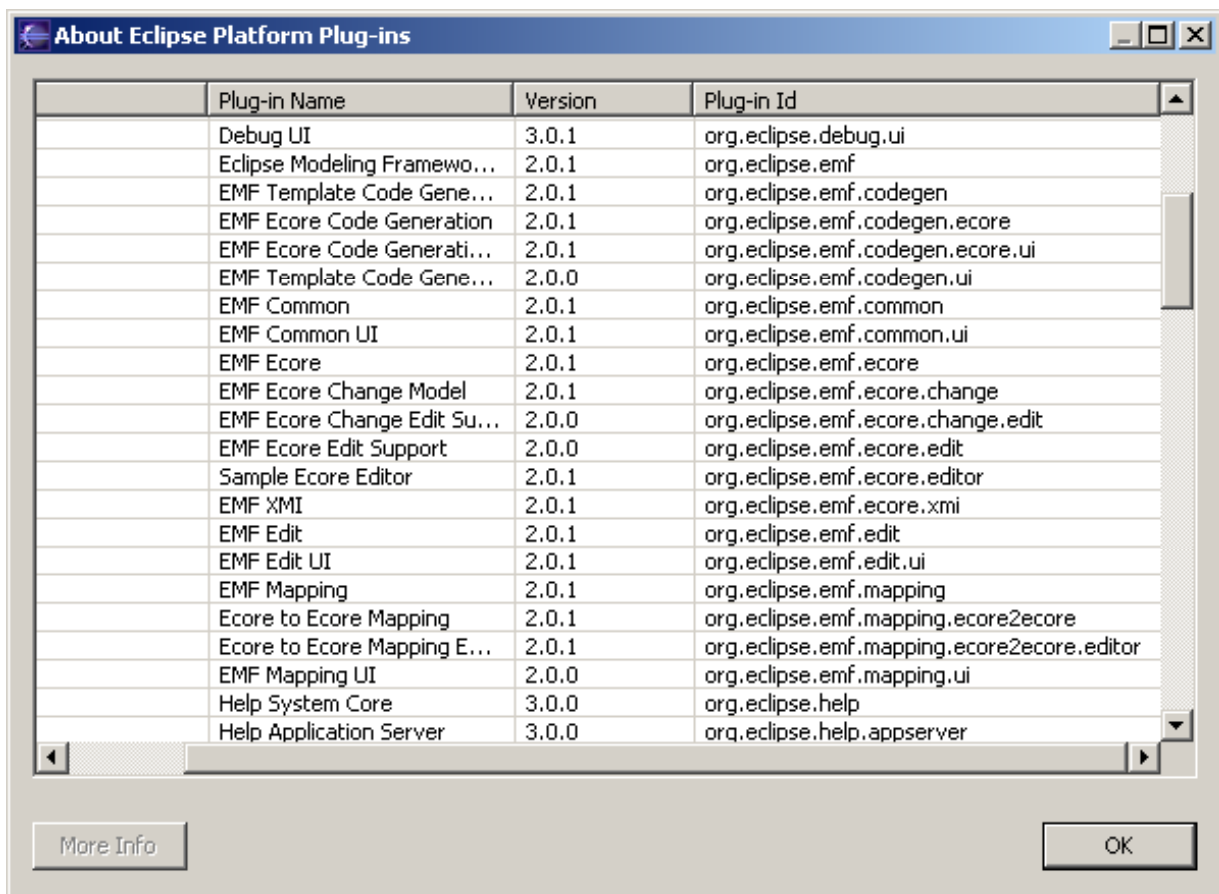 About Eclipse Platform Plug-ins
Plug-in Name Version Plug-in Id
Debug UI 3.0.1 org.eclipse.debug.ui
Eclipse Modeling Framewo... 2.0.1 org.eclipse.emf
EMF Template Code Gene... 2.0.1 org.eclipse.emf.codegen
EMF Ecore Code Generation 2.0.1 org.eclipse.emf.codegen.ecore
EMF Ecore Code Generati... 2.0.1 org.eclipse.emf.codegen.ecore.ui
EMF Template Code Gene... 2.0.0 org.eclipse.emf.codegen.ui
EMF Common 2.0.1 org.eclipse.emf.common
EMF Common UI 2.0.1 org.eclipse.emf.common.ui
EMF Ecore 2.0.1 org.eclipse.emf.ecore
EMF Ecore Change Model 2.0.1 org.eclipse.emf.ecore.change
EMF Ecore Change Edit Su... 2.0.0 org.eclipse.emf.ecore.change.edit
EMF Ecore Edit Support 2.0.0 org.eclipse.emf.ecore.edit
Sample Ecore Editor 2.0.1 org.eclipse.emf.ecore.editor
EMF XMI 2.0.1 org.eclipse.emf.ecore.xmi
EMF Edit 2.0.1 org.eclipse.emf.edit
EMF Edit UI 2.0.1 org.eclipse.emf.edit.ui
EMF Mapping 2.0.1 org.eclipse.emf.mapping
Ecore to Ecore Mapping 2.0.1 org.eclipse.emf.mapping.ecore2ecore
Ecore to Ecore Mapping E... 2.0.1 org.eclipse.emf.mapping.ecore2ecore.editor
EMF Mapping UI 2.0.0 org.eclipse.emf.mapping.ui
Help System Core 3.0.0 org.eclipse.help
Help Application Server 3.0.0 org.eclipse.help.appserver
More Info OK